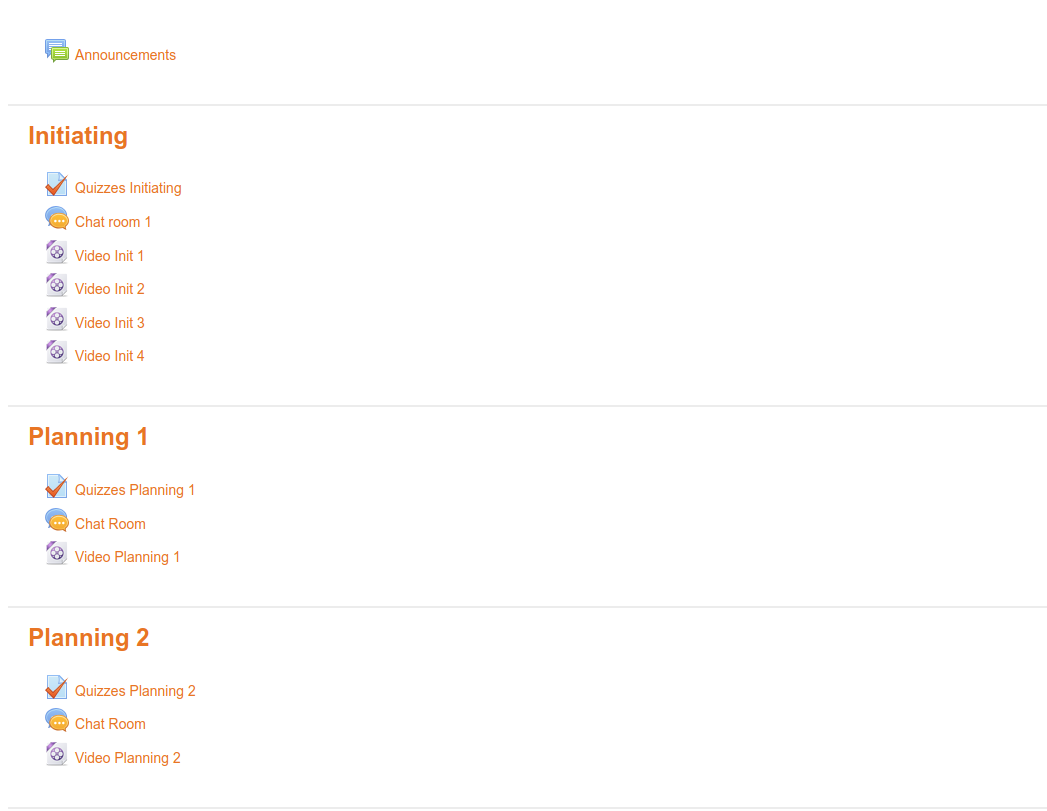 Announcements
Initiating
Quizzes Initiating
Chat room 1
Video Init 1
Video Init 2
Video Init 3
Video Init 4
Planning 1
Quizzes Planning 1
Chat Room
Video Planning 1
Planning 2
Quizzes Planning 2
Chat Room
Video Planning 2